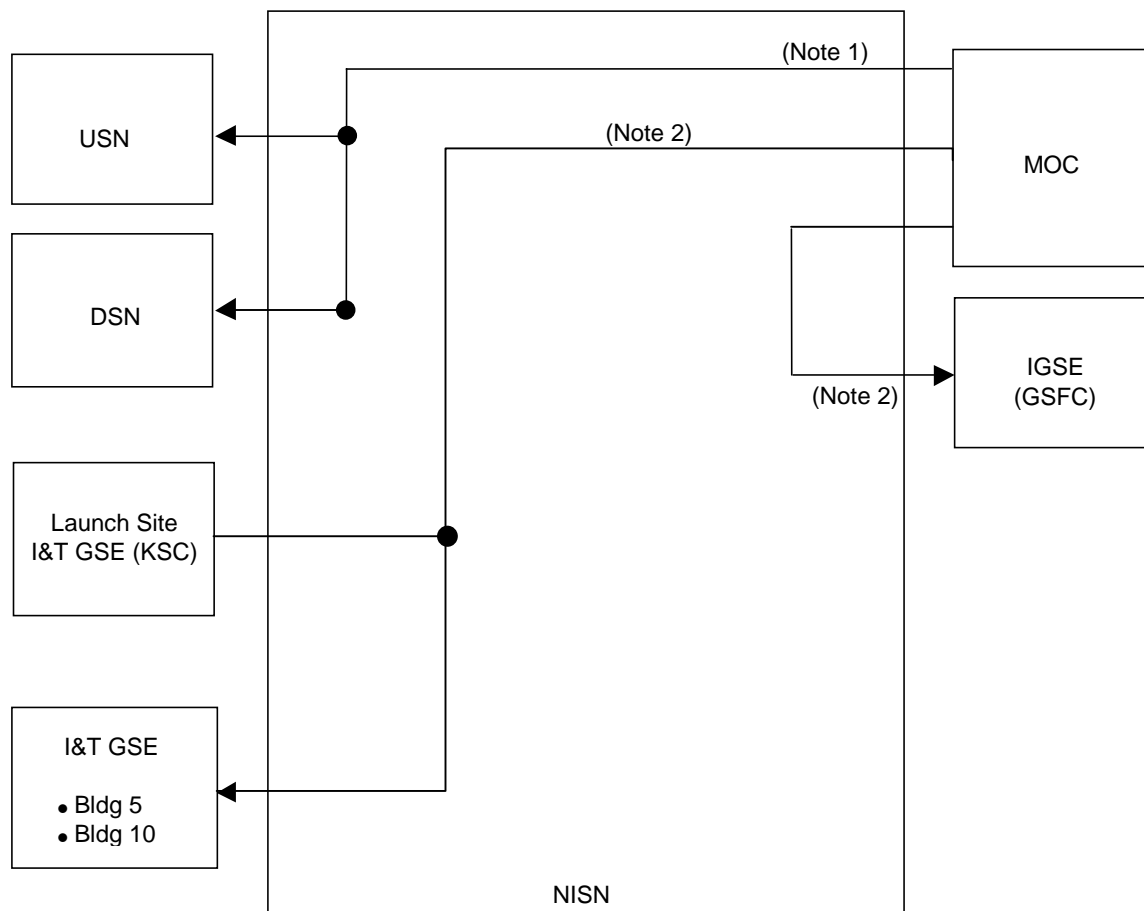 (Note 1)
USN
(Note 2)
MOC
DSN
IGSE
(GSFC)
(Note 2)
Launch Site
I&T GSE (KSC)
I&T GSE
• Bldg 5
• Bldg 10
NISN